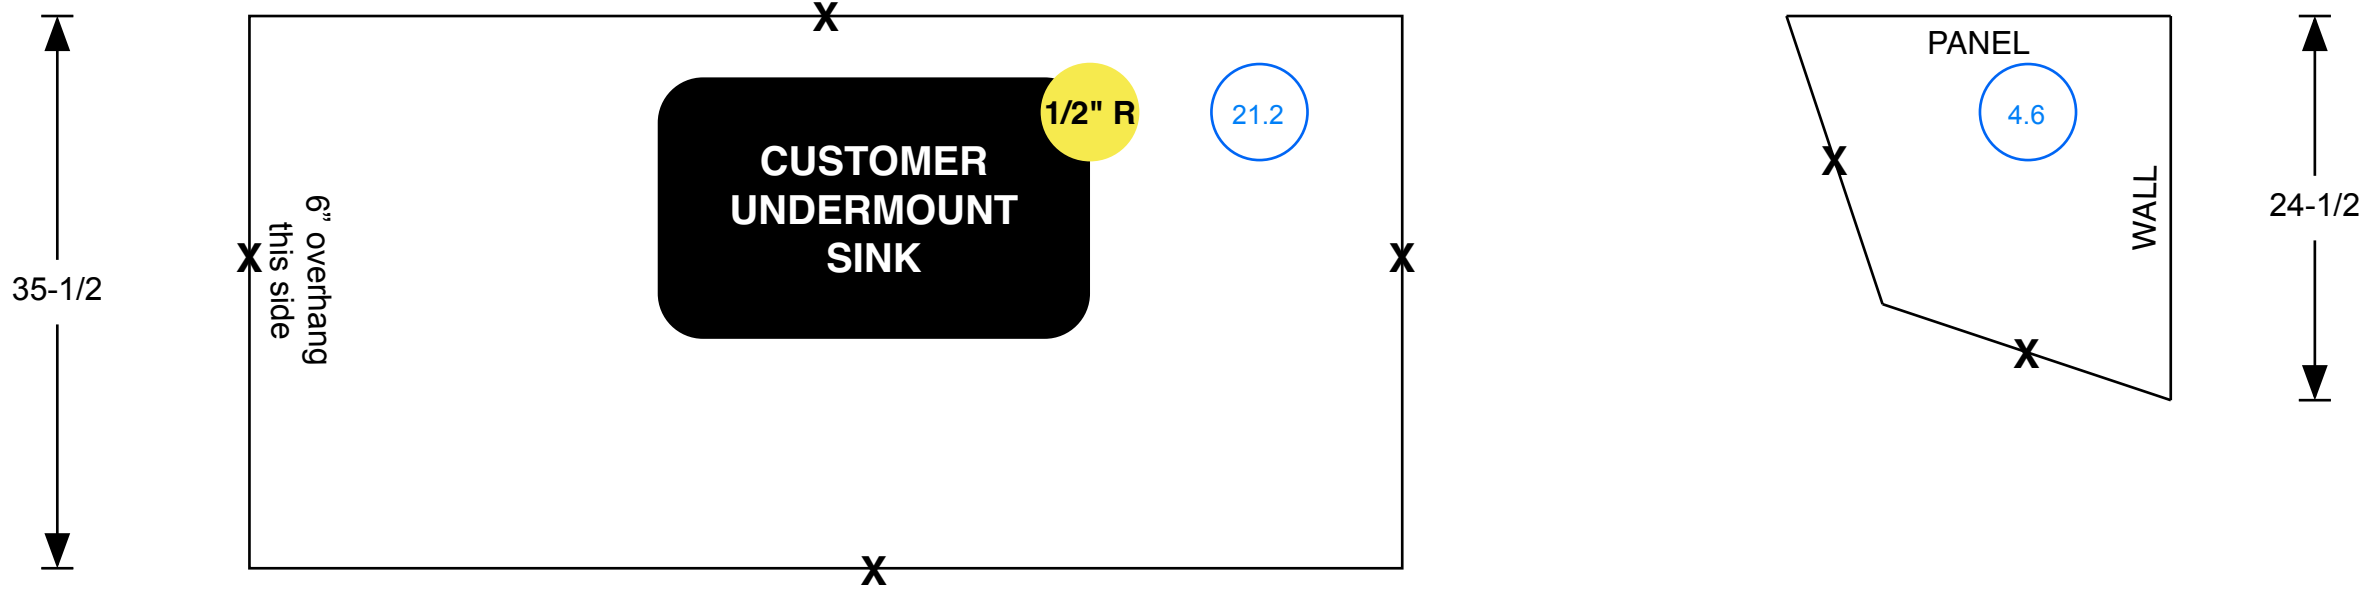 X
PANEL
1/2" R
21.2
4.6
CUSTOMER
UNDERMOUNT
SINK
X
6” overhang
this side
WALL
24-1/2
X
X
35-1/2
X
X